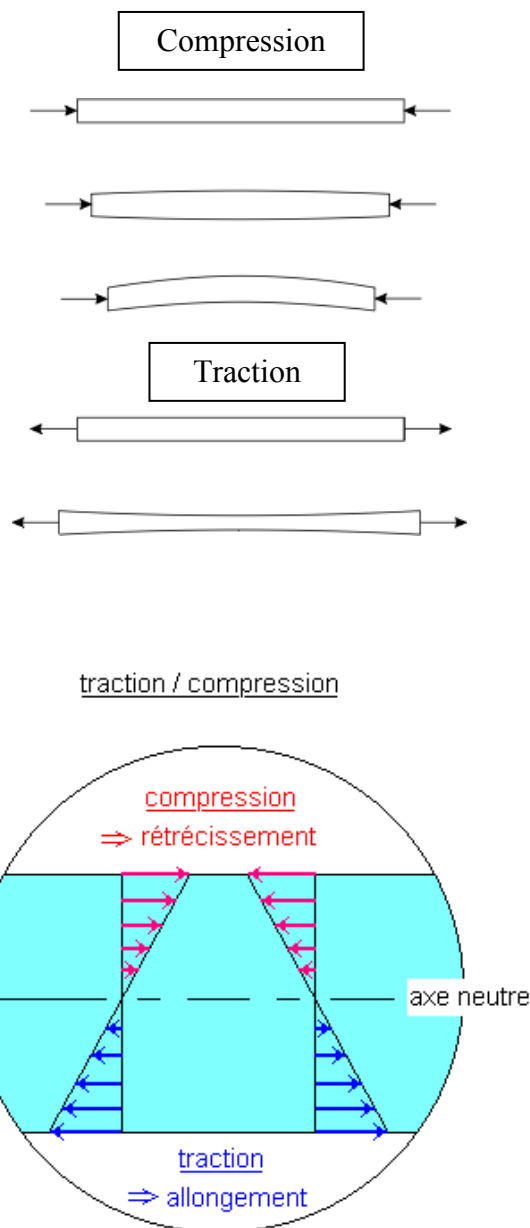 Compression
Traction
traction / compression
compression
⇒ rétrécissement
axe neutre
traction
⇒ allongement